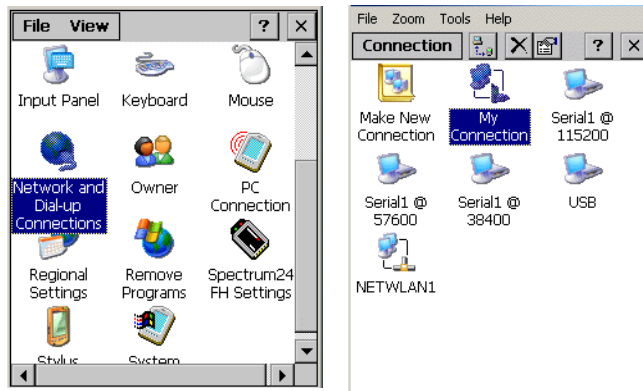 File View ?
Input Panel Keyboard Mouse
Network and
Dial-up
Connections
Owner
PC
Connection
Regional
Settings
Remove
Programs
Spectrum24
FH Settings
Stylus System
File Zoom Tools Help
Connection ?
Make New
Connection
My
Connection
Serial1 @
115200
Serial1 @
57600
Serial1 @
38400
USB
NETWLAN1